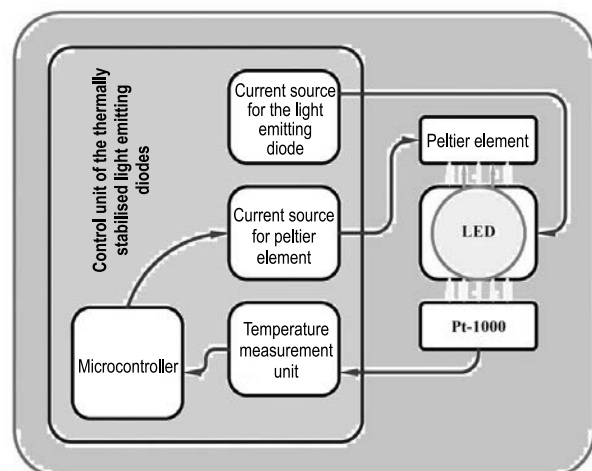 Control unit of the thermally
stabilised light emitting
diodes
Current source
for the light
emitting
diode
Peltier element
Current source
for peltier
element
LED
Pt-1000
Temperature
measurement
unit
Microcontroller